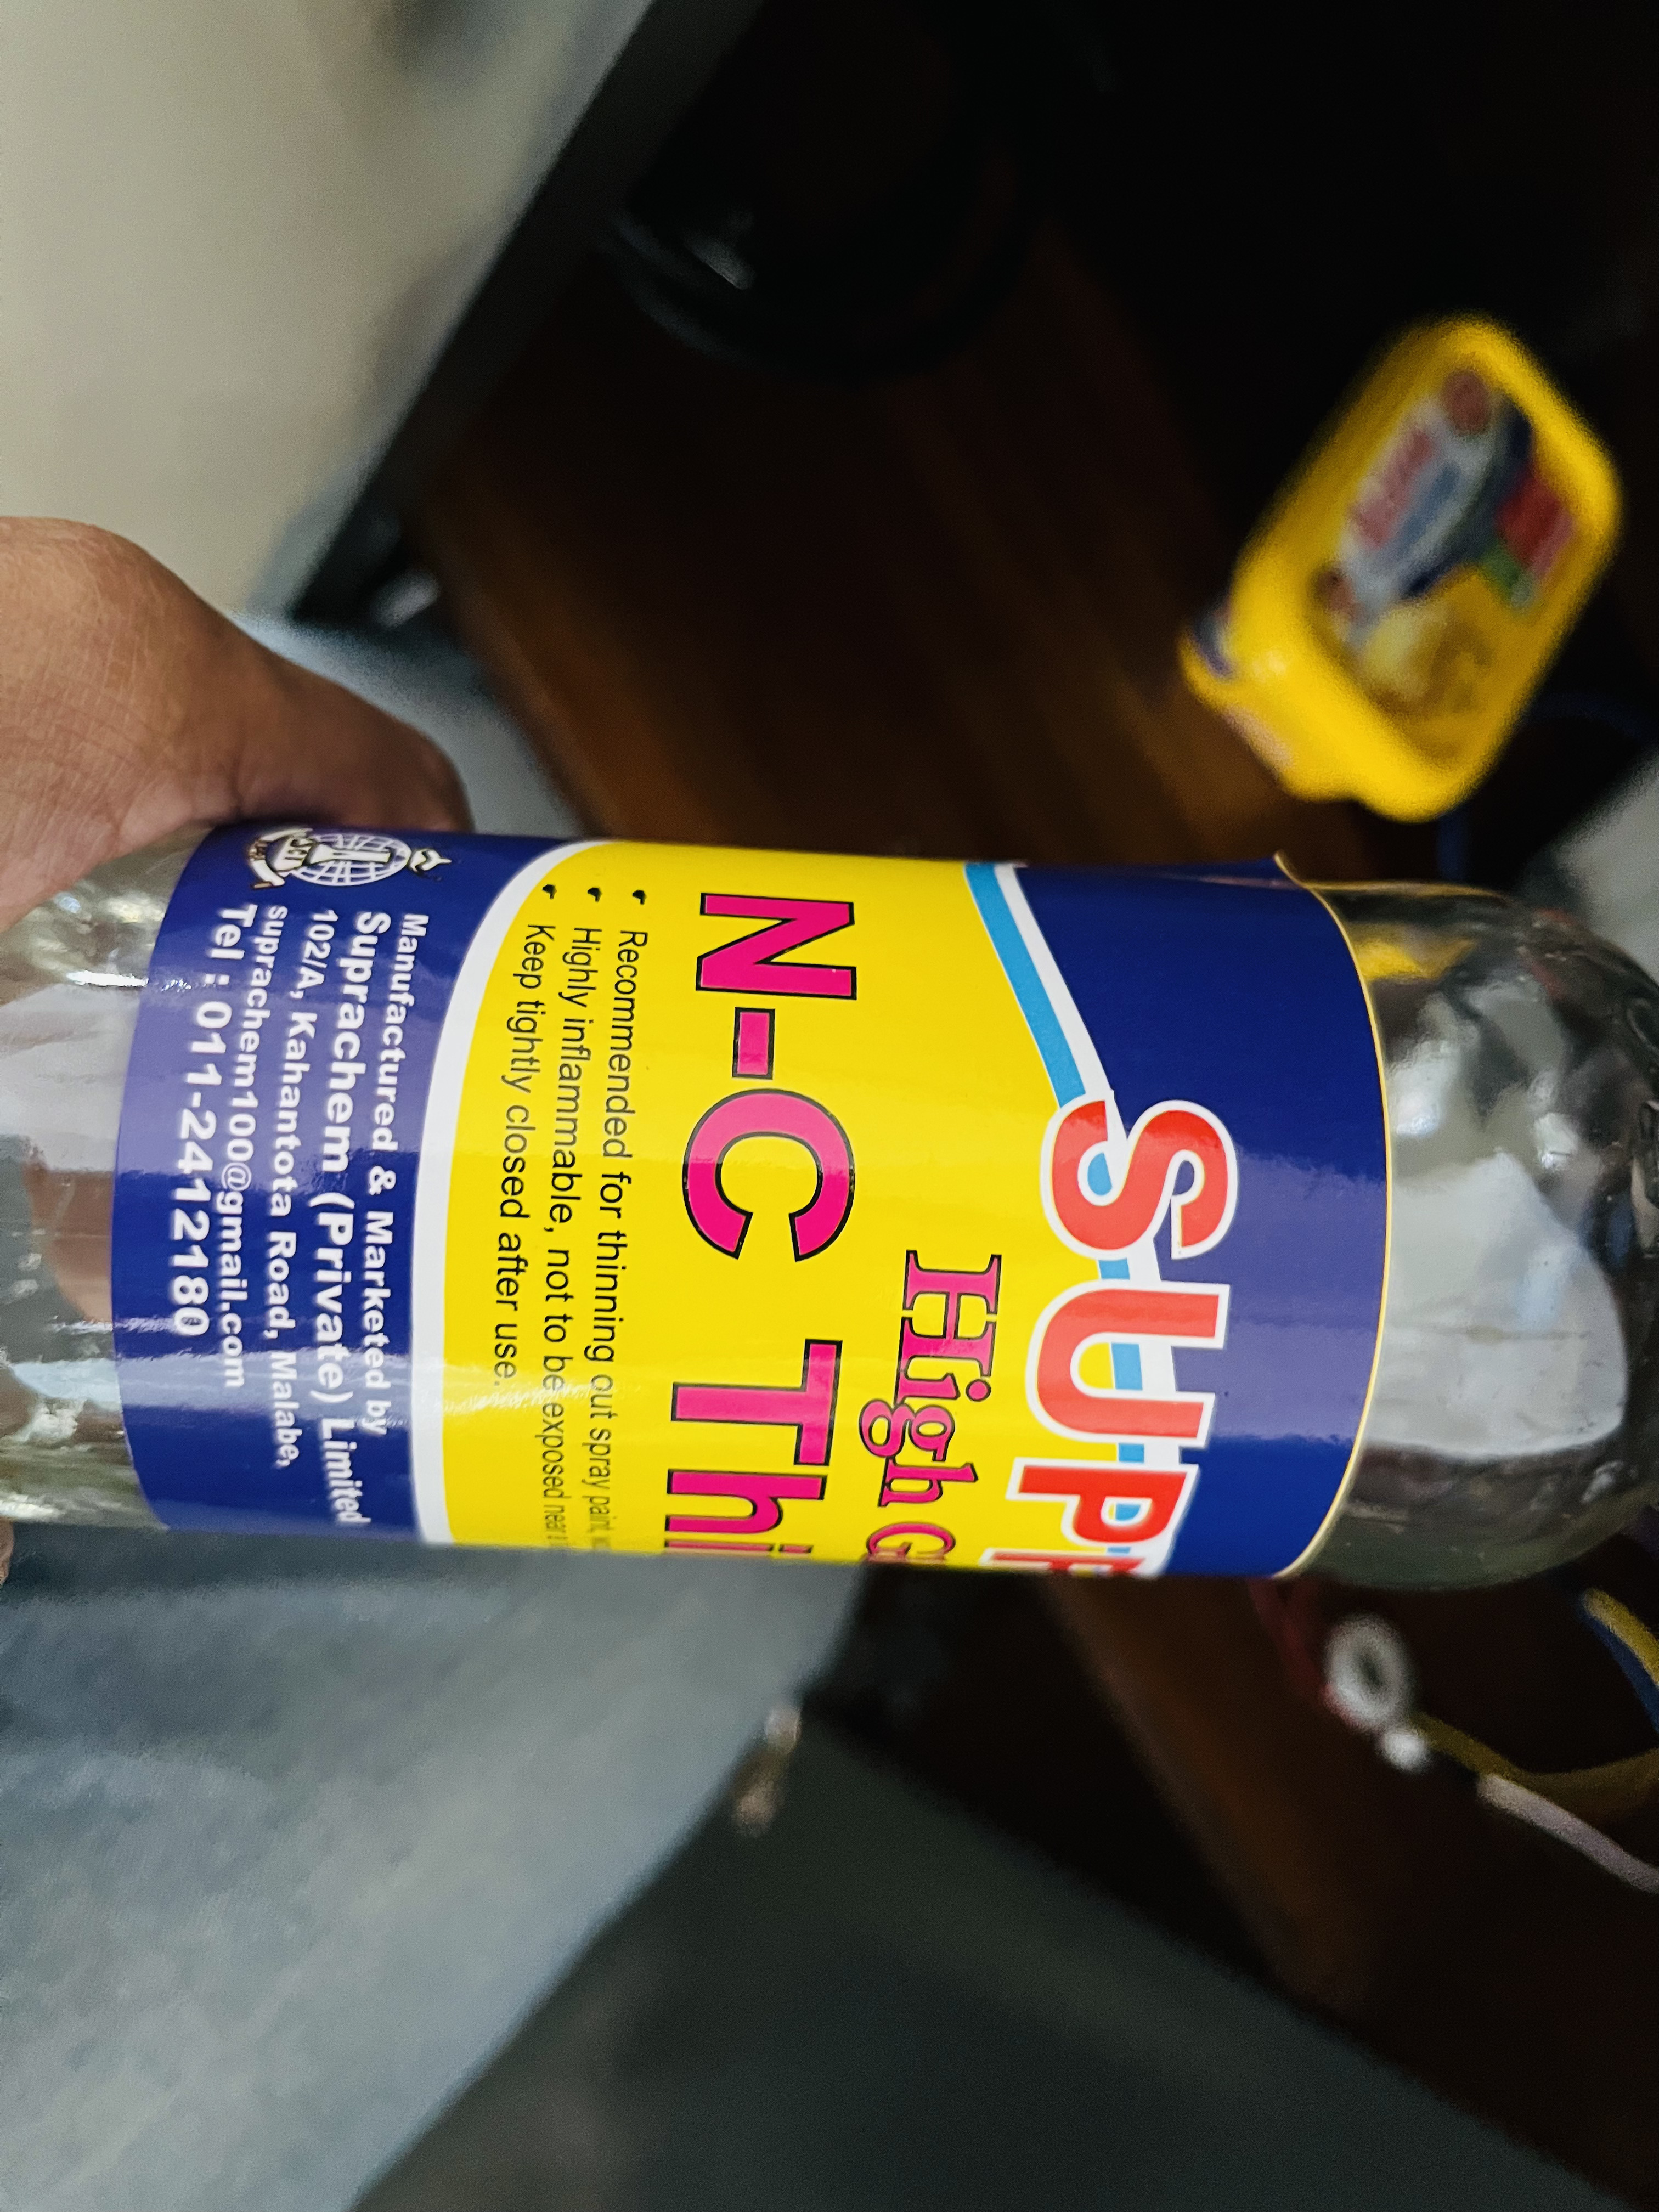 SUP
High G
N-C Thi
• Recommended for thinning out spray paint,
• Highly inflammable, not to be exposed near
• Keep tightly closed after use.
Manufactured & Marketed by
Suprachem (Private) Limited
102/A, Kahantota Road, Malabe,
suprachem100@gmail.com
Tel : 011-2412180